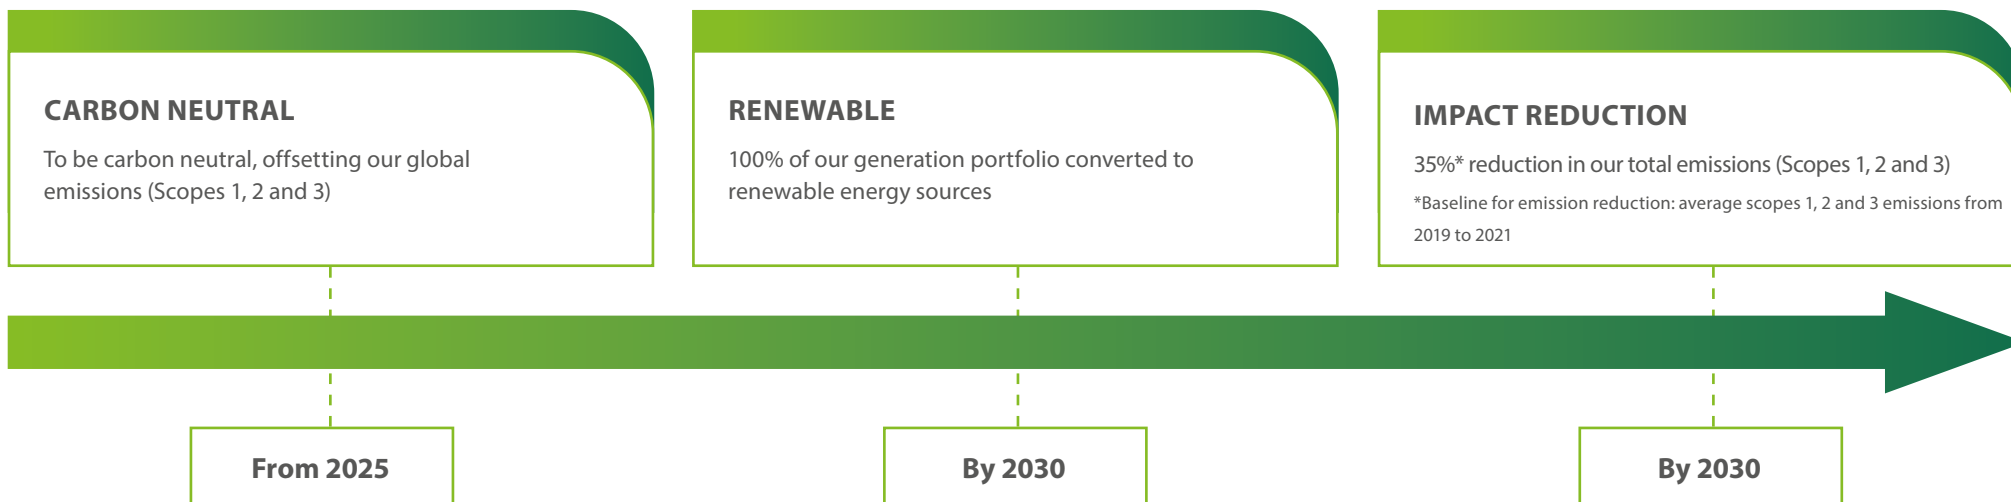 CARBON NEUTRAL
To be carbon neutral, offsetting our global
emissions (Scopes 1, 2 and 3)
RENEWABLE
100% of our generation portfolio converted to
renewable energy sources
IMPACT REDUCTION
35%* reduction in our total emissions (Scopes 1, 2 and 3)
*Baseline for emission reduction: average scopes 1, 2 and 3 emissions from
2019 to 2021
From 2025
By 2030
By 2030